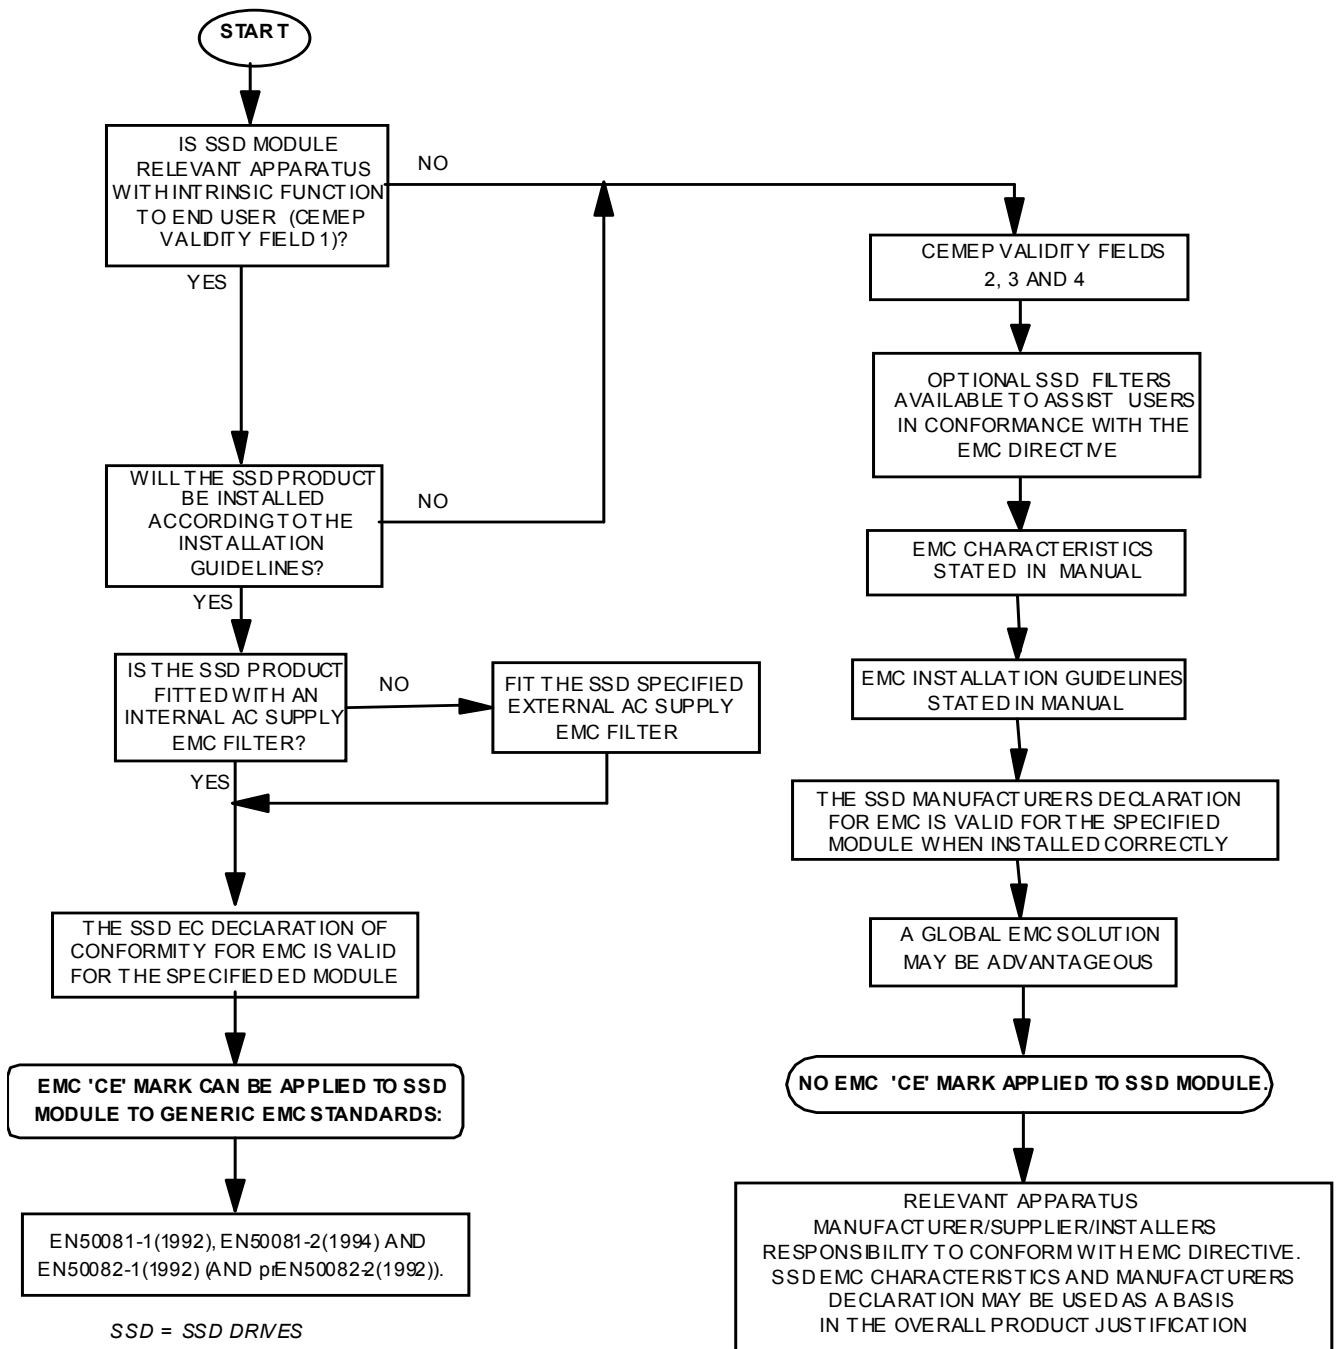 START
IS SSD MODULE
RELEVANT APPARATUS
WITH INTRINSIC FUNCTION
TO END USER (CEMEP
VALIDITY FIELD 1)?
NO
YES
WILL THE SSD PRODUCT
BE INSTALLED
ACCORDING TO THE
INSTALLATION
GUIDELINES?
NO
YES
IS THE SSD PRODUCT
FITTED WITH AN
INTERNAL AC SUPPLY
EMC FILTER?
NO
FIT THE SSD SPECIFIED
EXTERNAL AC SUPPLY
EMC FILTER
YES
THE SSD EC DECLARATION OF
CONFORMITY FOR EMC IS VALID
FOR THE SPECIFIEDED MODULE
EMC 'CE' MARK CAN BE APPLIED TO SSD
MODULE TO GENERIC EMC STANDARDS:
EN50081-1(1992), EN50081-2(1994) AND
EN50082-1(1992) (AND prEN50082-2(1992)).
SSD = SSD DRIVES
CEMEP VALIDITY FIELDS
2, 3 AND 4
OPTIONAL SSD FILTERS
AVAILABLE TO ASSIST USERS
IN CONFORMANCE WITH THE
EMC DIRECTIVE
EMC CHARACTERISTICS
STATED IN MANUAL
EMC INSTALLATION GUIDELINES
STATED IN MANUAL
THE SSD MANUFACTURERS DECLARATION
FOR EMC IS VALID FOR THE SPECIFIED
MODULE WHEN INSTALLED CORRECTLY
A GLOBAL EMC SOLUTION
MAY BE ADVANTAGEOUS
NO EMC 'CE' MARK APPLIED TO SSD MODULE.
RELEVANT APPARATUS
MANUFACTURER/SUPPLIER/INSTALLERS
RESPONSIBILITY TO CONFORM WITH EMC DIRECTIVE.
SSD EMC CHARACTERISTICS AND MANUFACTURERS
DECLARATION MAY BE USED AS A BASIS
IN THE OVERALL PRODUCT JUSTIFICATION